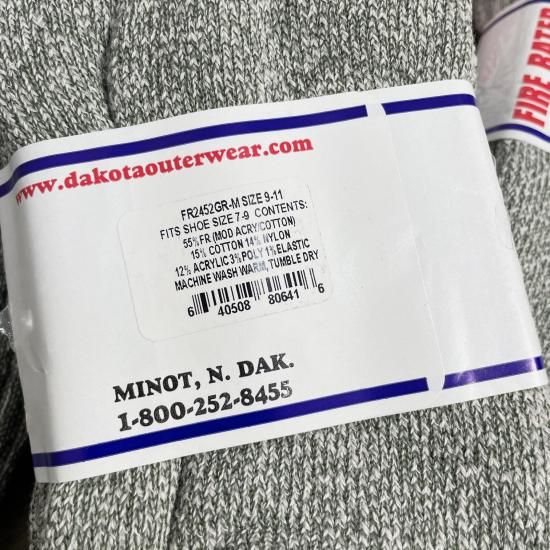 FIRE RATED
www.dakotaouterwear.com
FR2452GR-M SIZE 9-11
FITS SHOE SIZE 7-9 CONTENTS:
55% FR (MOD ACRY/COTTON)
15% COTTON 14% NYLON
12% ACRYLIC 3% POLY 1% ELASTIC
MACHINE WASH WARM, TUMBLE DRY
6 40508 80641 6
MINOT, N. DAK.
1-800-252-8455